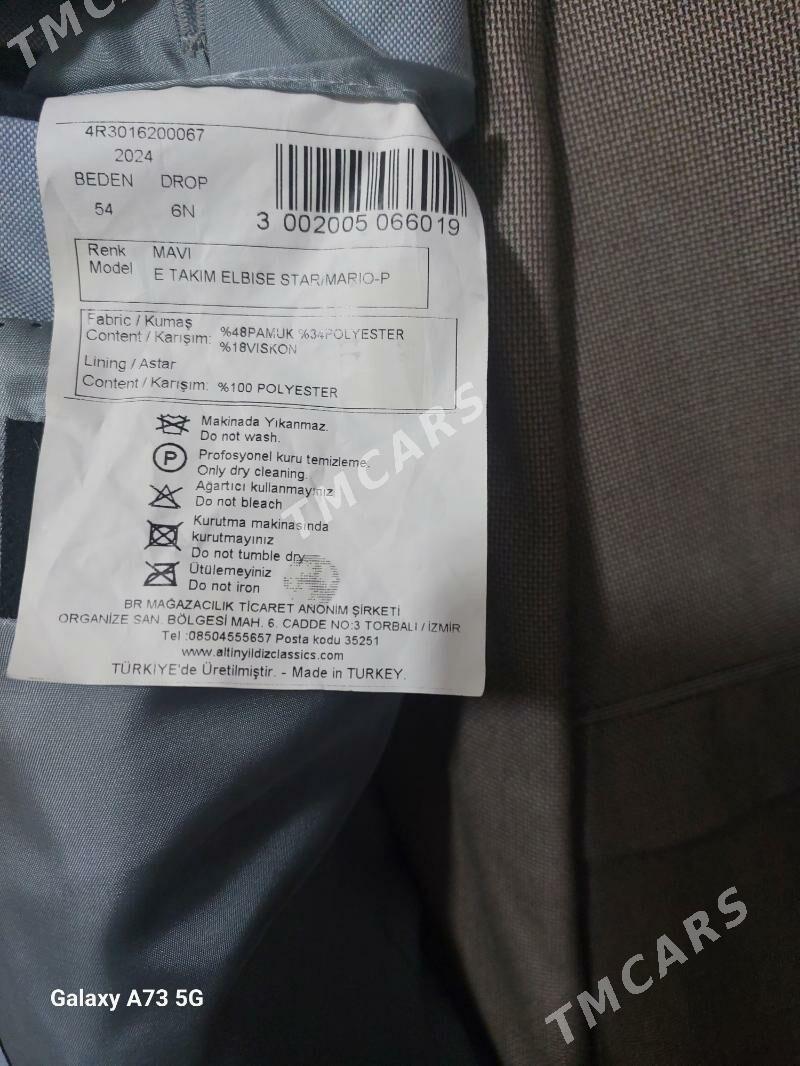 TMCARS
4R3016200067
2024
BEDEN DROP
54 6N
3 002005 066019
Renk MAVI
Model E TAKIM ELBISE STAR/MARIO-P
Fabric / Kumaş
Content / Karışım: %48PAMUK %34POLYESTER
%18VISKON
Lining / Astar
Content / Karışım: %100 POLYESTER
Makinada Yıkanmaz.
Do not wash.
P Profosyonel kuru temizleme.
Only dry cleaning.
Ağartıcı kullanmayınız
Do not bleach
Kurutma makinasında
kurutmayınız
Do not tumble dry
Ütülemeyiniz
Do not iron
BR MAĞAZACILIK TİCARET ANONİM ŞİRKETİ
ORGANİZE SAN. BÖLGESİ MAH. 6. CADDE NO:3 TORBALI / İZMİR
Tel :08504555657 Posta kodu 35251
www.altinyildizclassics.com
TÜRKİYE'de Üretilmiştir. - Made in TURKEY.
TMCARS
TMCARS
Galaxy A73 5G